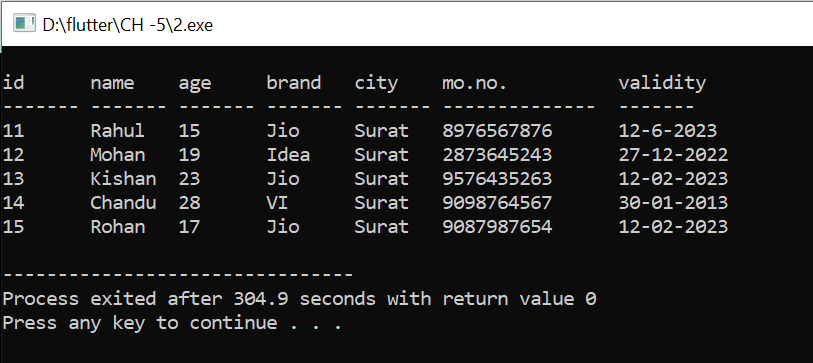 D:\flutter\CH -5\2.exe
id name age brand city mo.no. validity
------- ------- ------- ------- ------- -------------- -------
11 Rahul 15 Jio Surat 8976567876 12-6-2023
12 Mohan 19 Idea Surat 2873645243 27-12-2022
13 Kishan 23 Jio Surat 9576435263 12-02-2023
14 Chandu 28 VI Surat 9098764567 30-01-2013
15 Rohan 17 Jio Surat 9087987654 12-02-2023
--------------------------------
Process exited after 304.9 seconds with return value 0
Press any key to continue . . .